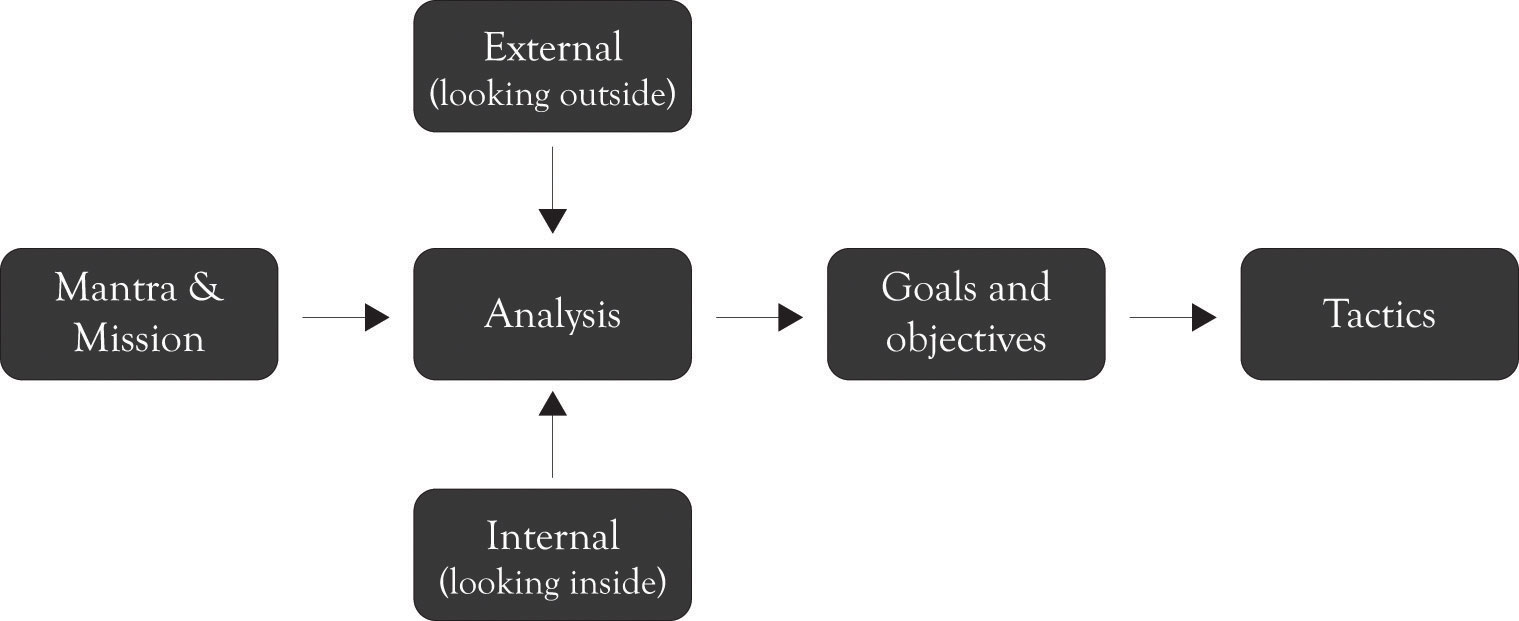 External
(looking outside)
Mantra &
Mission
Analysis
Goals and
objectives
Tactics
Internal
(looking inside)